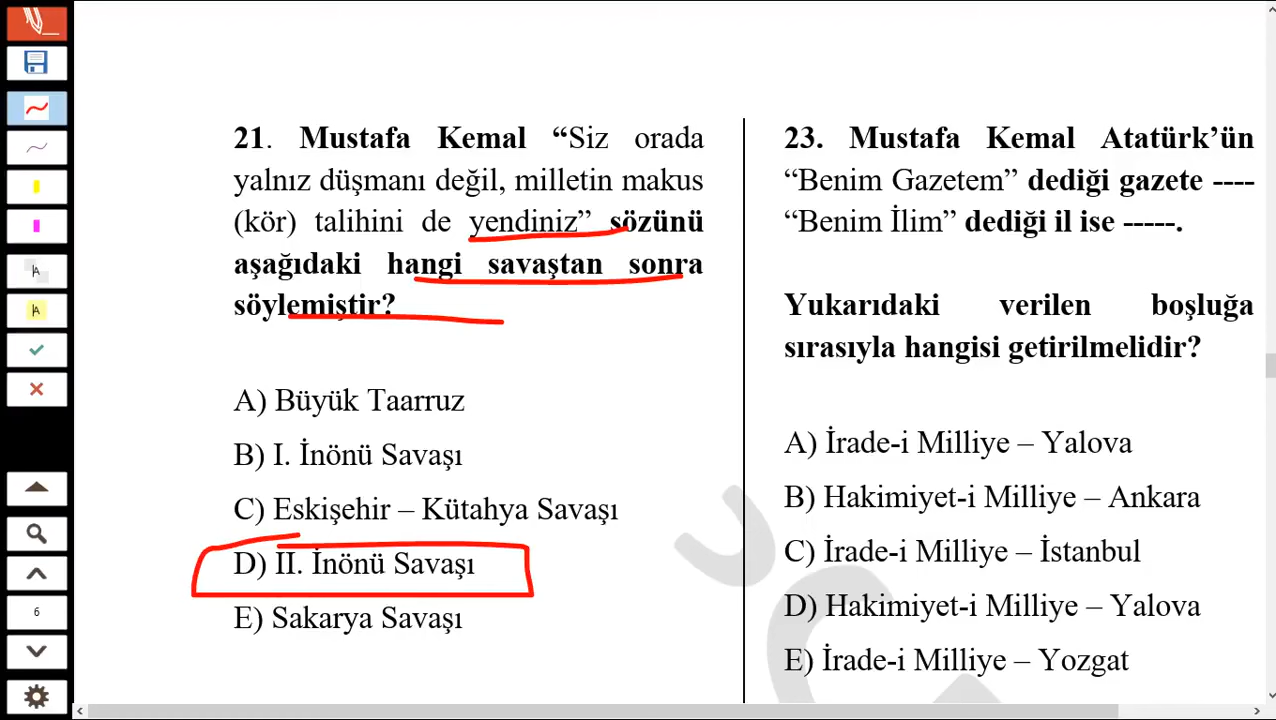 21. Mustafa Kemal “Siz orada
yalnız düşmanı değil, milletin makus
(kör) talihini de yendiniz” sözünü
aşağıdaki hangi savaştan sonra
söylemiştir?
A) Büyük Taarruz
B) I. İnönü Savaşı
C) Eskişehir – Kütahya Savaşı
D) II. İnönü Savaşı
E) Sakarya Savaşı
23. Mustafa Kemal Atatürk’ün
“Benim Gazetem” dediği gazete ----
“Benim İlim” dediği il ise -----.
Yukarıdaki verilen boşluğa
sırasıyla hangisi getirilmelidir?
A) İrade-i Milliye – Yalova
B) Hakimiyet-i Milliye – Ankara
C) İrade-i Milliye – İstanbul
D) Hakimiyet-i Milliye – Yalova
E) İrade-i Milliye – Yozgat
A
A
6